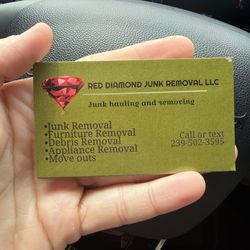 RED DIAMOND JUNK REMOVAL LLC
Junk hauling and removing
•Junk Removal
•Furniture Removal
•Debris Removal
•Appliance Removal
•Move outs
Call or text
239-502-3595